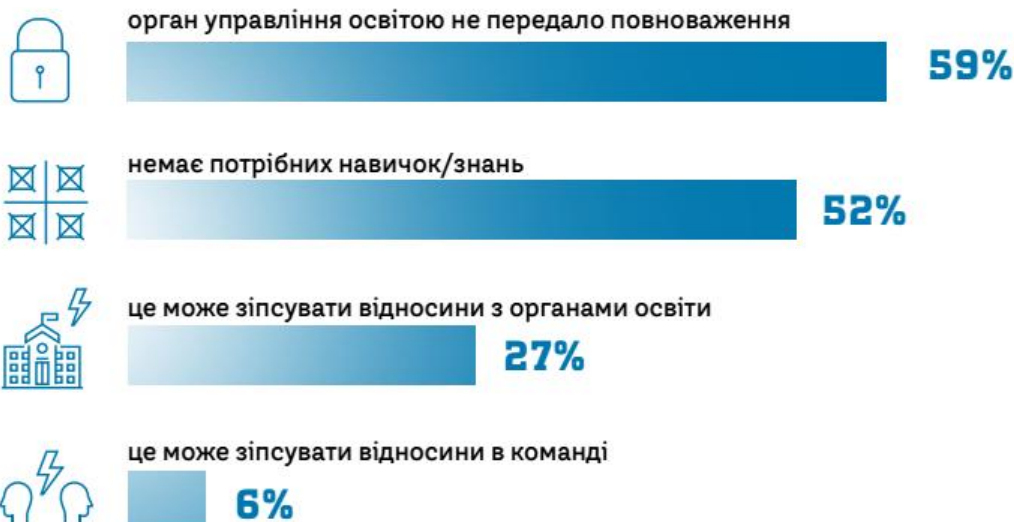 орган управління освітою не передало повноваження
59%
немає потрібних навичок/знань
52%
це може зіпсувати відносини з органами освіти
27%
це може зіпсувати відносини в команді
6%